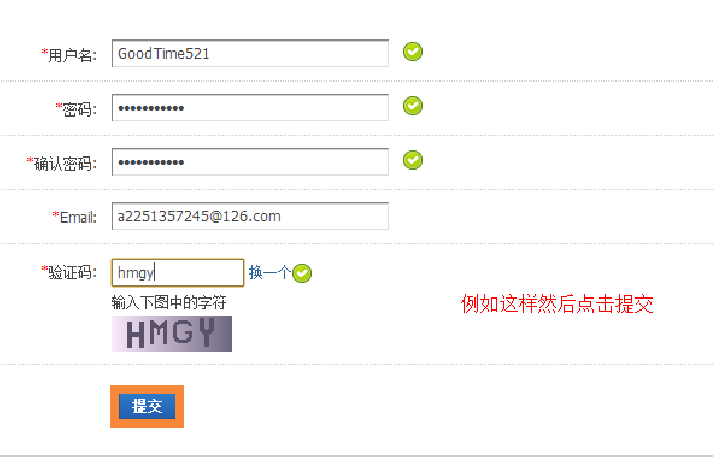 *用户名: GoodTime521
*密码: •••••••••••
*确认密码: •••••••••••
*Email: a2251357245@126.com
*验证码: hmgy 换一个
输入下图中的字符
例如这样然后点击提交
HMGY
提交